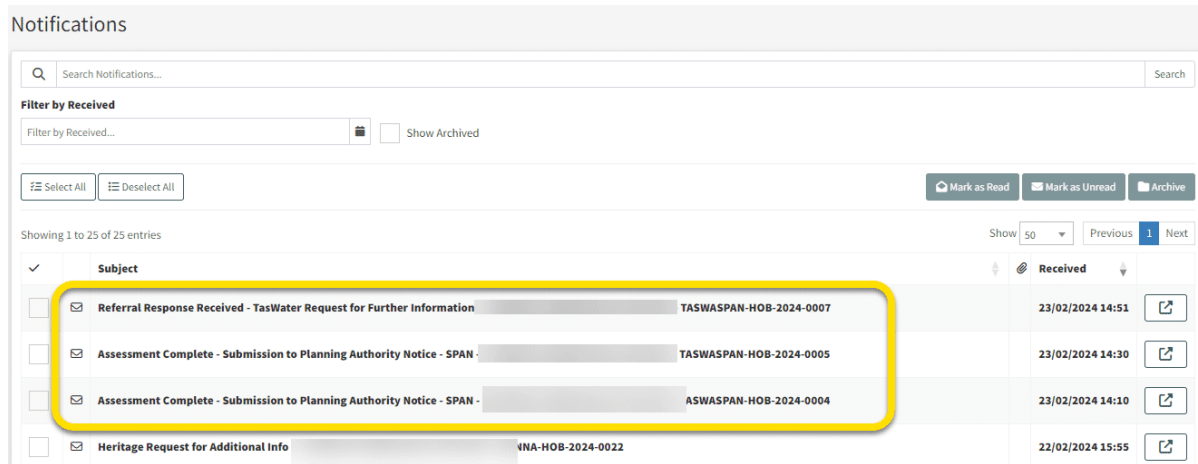 Notifications
Search Notifications... Search
Filter by Received
Filter by Received... Show Archived
Select All Deselect All Mark as Read Mark as Unread Archive
Showing 1 to 25 of 25 entries Show 50 Previous 1 Next
Subject Received
Referral Response Received - TasWater Request for Further Information TASWASPAN-HOB-2024-0007 23/02/2024 14:51
Assessment Complete - Submission to Planning Authority Notice - SPAN - TASWASPAN-HOB-2024-0005 23/02/2024 14:30
Assessment Complete - Submission to Planning Authority Notice - SPAN - ASWASPAN-HOB-2024-0004 23/02/2024 14:10
Heritage Request for Additional Info NNA-HOB-2024-0022 22/02/2024 15:55